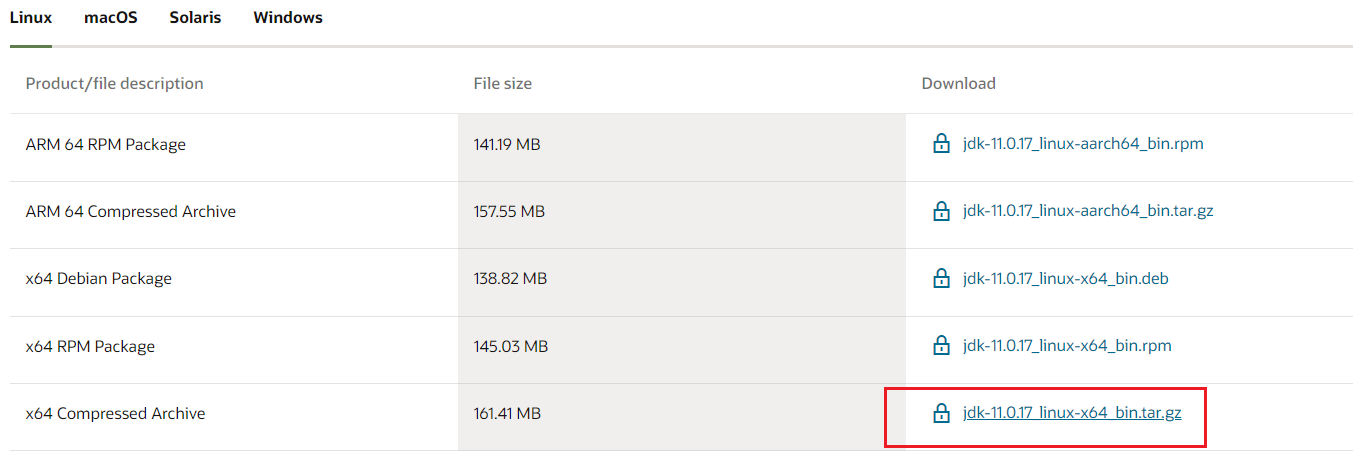 Linux macOS Solaris Windows
Product/file description File size Download
ARM 64 RPM Package 141.19 MB jdk-11.0.17_linux-aarch64_bin.rpm
ARM 64 Compressed Archive 157.55 MB jdk-11.0.17_linux-aarch64_bin.tar.gz
x64 Debian Package 138.82 MB jdk-11.0.17_linux-x64_bin.deb
x64 RPM Package 145.03 MB jdk-11.0.17_linux-x64_bin.rpm
x64 Compressed Archive 161.41 MB jdk-11.0.17_linux-x64_bin.tar.gz